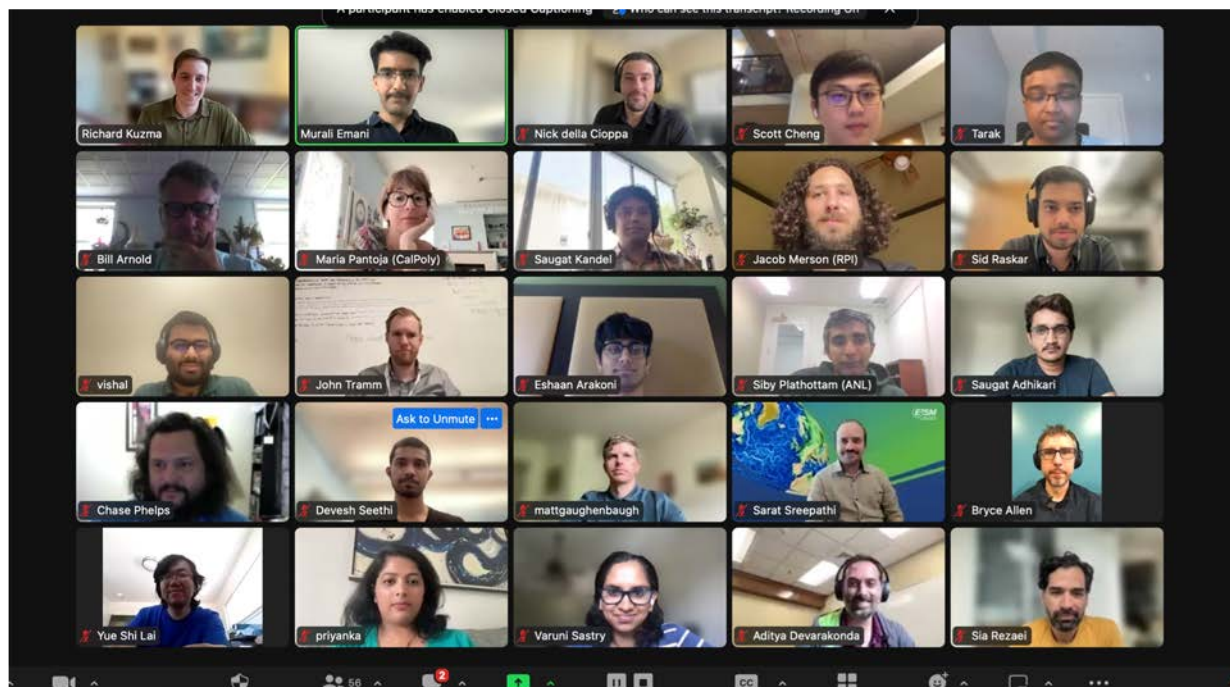 A participant has enabled Closed Captioning Who can see this transcript? Recording On
Richard Kuzma
Murali Emani
Nick della Cioppa
Scott Cheng
Tarak
Bill Arnold
Maria Pantoja (CalPoly)
Saugat Kandel
Jacob Merson (RPI)
Sid Raskar
vishal
John Tramm
Eshaan Arakoni
Siby Plathottam (ANL)
Saugat Adhikari
Ask to Unmute
E3SM
Chase Phelps
Devesh Seethi
mattgaughenbaugh
Sarat Sreepathi
Bryce Allen
Yue Shi Lai
priyanka
Varuni Sastry
Aditya Devarakonda
Sia Rezaei
56
2
CC